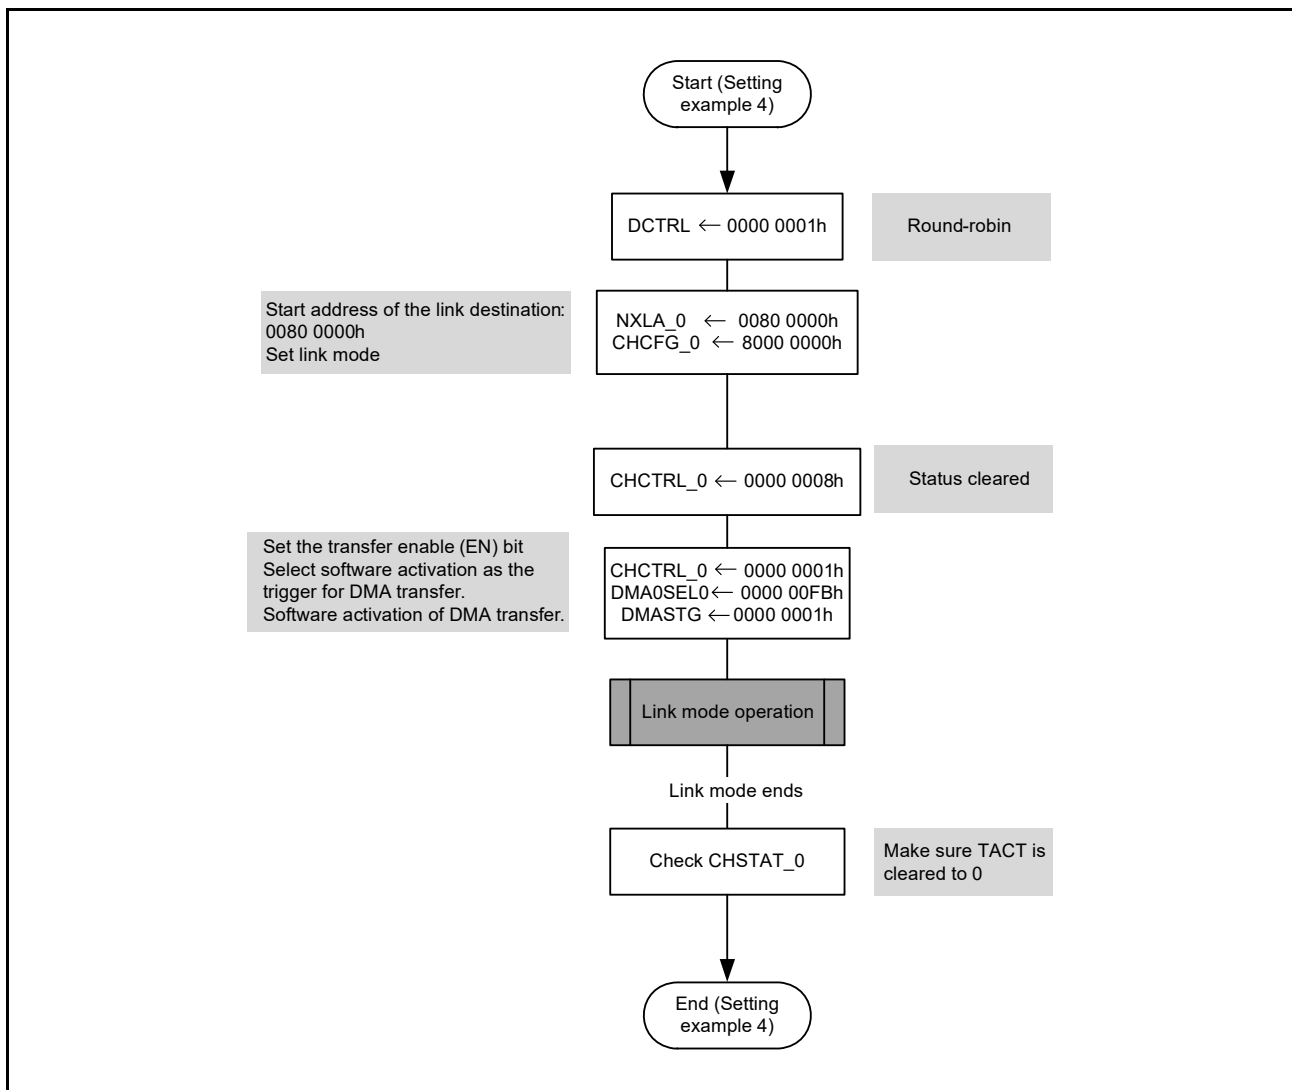 Start (Setting
example 4)
DCTRL ← 0000 0001h
Round-robin
Start address of the link destination:
0080 0000h
Set link mode
NXLA_0 ← 0080 0000h
CHCFG_0 ← 8000 0000h
CHCTRL_0 ← 0000 0008h
Status cleared
Set the transfer enable (EN) bit
Select software activation as the
trigger for DMA transfer.
Software activation of DMA transfer.
CHCTRL_0 ← 0000 0001h
DMA0SEL0← 0000 00FBh
DMASTG ← 0000 0001h
Link mode operation
Link mode ends
Check CHSTAT_0
Make sure TACT is
cleared to 0
End (Setting
example 4)